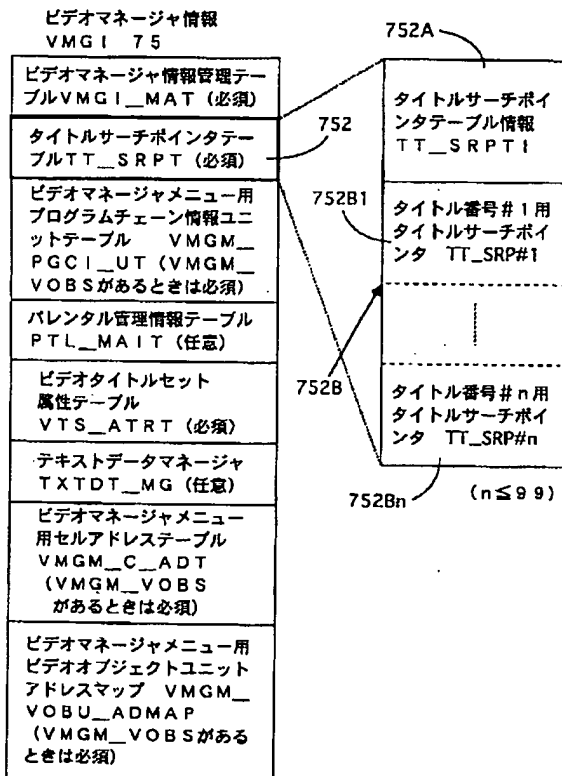 ビデオマネージャ情報
VMGI 75
ビデオマネージャ情報管理テー
ブルVMGI_MAT(必須)
タイトルサーチポインタテー
ブルTT_SRPT(必須)
ビデオマネージャメニュー用
プログラムチェーン情報ユニ
ットテーブル VMGM_
PGCI_UT(VMGM_
VOBSがあるときは必須)
パレンタル管理情報テーブル
PTL_MAIT(任意)
ビデオタイトルセット
属性テーブル
VTS_ATRT(必須)
テキストデータマネージャ
TXTDT_MG(任意)
ビデオマネージャメニュー
用セルアドレステーブル
VMGM_C_ADT
(VMGM_VOBS
があるときは必須)
ビデオマネージャメニュー用
ビデオオブジェクトユニット
アドレスマップ VMGM_
VOBU_ADMAP
(VMGM_VOBSがある
ときは必須)
752
752A
タイトルサーチポイ
ンタテーブル情報
TT_SRPTI
752B1
タイトル番号#1用
タイトルサーチポイ
ンタ TT_SRP#1
752B
タイトル番号#n用
タイトルサーチポイ
ンタ TT_SRP#n
752Bn
(n≦99)